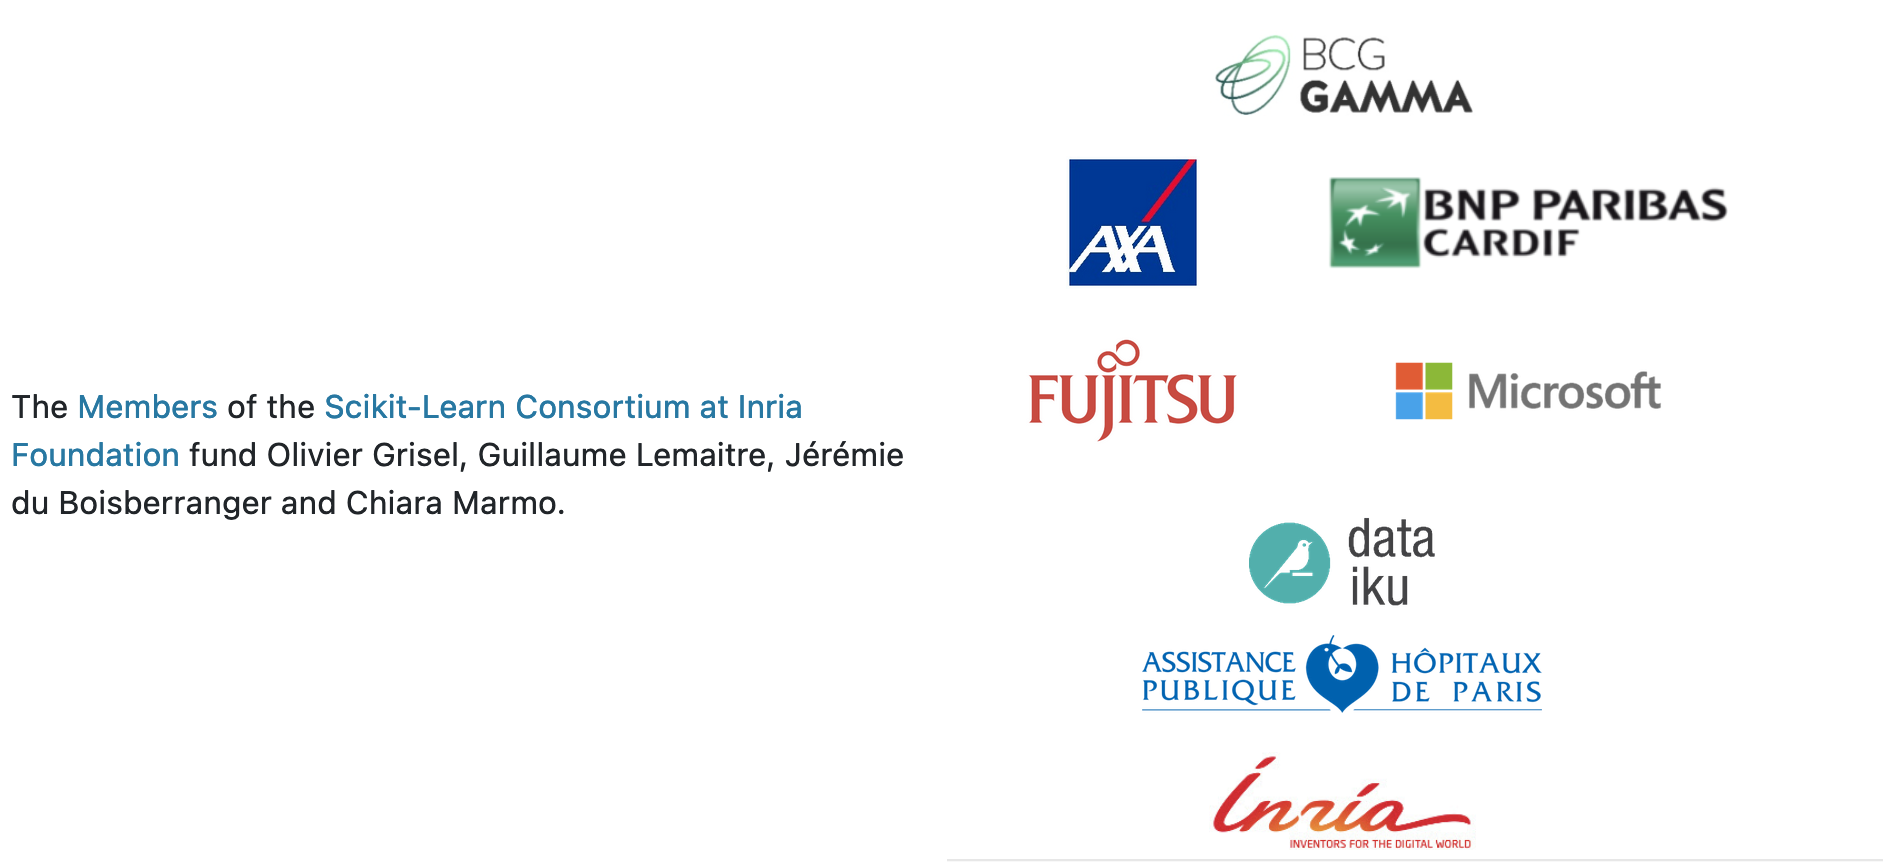 The Members of the Scikit-Learn Consortium at Inria
Foundation fund Olivier Grisel, Guillaume Lemaitre, Jérémie
du Boisberranger and Chiara Marmo.
BCG
GAMMA
AXA
BNP PARIBAS
CARDIF
FUJITSU
Microsoft
data
iku
ASSISTANCE
PUBLIQUE
HÔPITAUX
DE PARIS
Inria
INVENTORS FOR THE DIGITAL WORLD